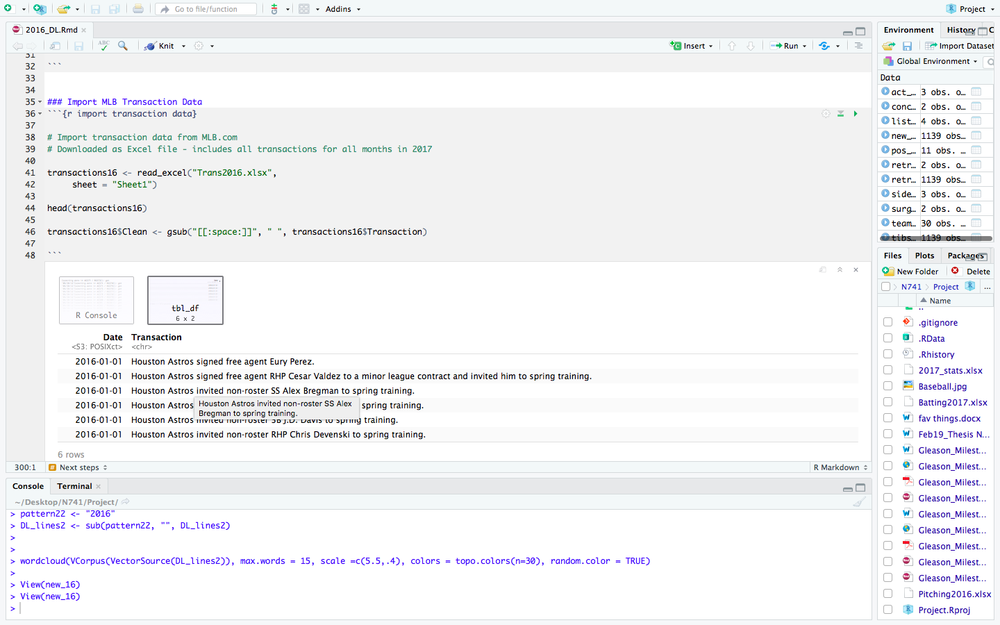 Go to file/function
Addins
Project
2016_DL.Rmd
ABC
Knit
Insert
Run
31
32 ```
33
34
35 ### Import MLB Transaction Data
36 ```{r import transaction data}
37
38 # Import transaction data from MLB.com
39 # Downloaded as Excel file - includes all transactions for all months in 2017
40
41 transactions16 <- read_excel("Trans2016.xlsx",
42 sheet = "Sheet1")
43
44 head(transactions16)
45
46 transactions16$Clean <- gsub("[[:space:]]", " ", transactions16$Transaction)
47
48 ```
R Console
tbl_df
6 x 2
Date Transaction
<S3: POSIXct> <chr>
2016-01-01 Houston Astros signed free agent Eury Perez.
2016-01-01 Houston Astros signed free agent RHP Cesar Valdez to a minor league contract and invited him to spring training.
2016-01-01 Houston Astros invited non-roster SS Alex Bregman to spring training.
2016-01-01 Houston Astros spring training.
Houston Astros invited non-roster SS Alex
Bregman to spring training.
2016-01-01 Houston Astros invited non-roster 3B J.D. Davis to spring training.
2016-01-01 Houston Astros invited non-roster RHP Chris Devenski to spring training.
6 rows
300:1 # Next steps R Markdown
Console Terminal
~/Desktop/N741/Project/
> pattern22 <- "2016"
> DL_lines2 <- sub(pattern22, "", DL_lines2)
>
>
> wordcloud(VCorpus(VectorSource(DL_lines2)), max.words = 15, scale =c(5.5,.4), colors = topo.colors(n=30), random.color = TRUE)
>
> View(new_16)
> View(new_16)
>
Environment History C
Import Dataset
Global Environment
Data
act_… 3 obs. o…
conc… 2 obs. o…
list… 4 obs. o…
new_… 1139 obs…
pos_… 11 obs. …
retr… 2 obs. o…
retr… 1139 obs…
side… 3 obs. o…
surg… 2 obs. o…
team… 30 obs. …
tibs… 1139 obs…
Files Plots Packages
New Folder Delete
N741 Project ...
Name
..
.gitignore
.RData
.Rhistory
2017_stats.xlsx
Baseball.jpg
Batting2017.xlsx
fav things.docx
Feb19_Thesis N...
Gleason_Milest...
Gleason_Milest...
Gleason_Milest...
Gleason_Milest...
Gleason_Milest...
Gleason_Milest...
Gleason_Milest...
Gleason_Milest...
Gleason_Milest...
Pitching2016.xlsx
Project.Rproj